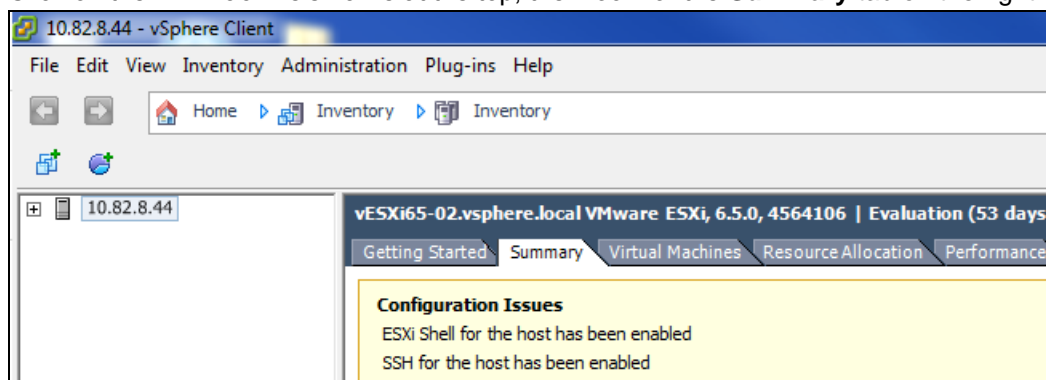 10.82.8.44 - vSphere Client
File Edit View Inventory Administration Plug-ins Help
Home Inventory Inventory
10.82.8.44
vESXi65-02.vsphere.local VMware ESXi, 6.5.0, 4564106 | Evaluation (53 days
Getting Started Summary Virtual Machines Resource Allocation Performance
Configuration Issues
ESXi Shell for the host has been enabled
SSH for the host has been enabled